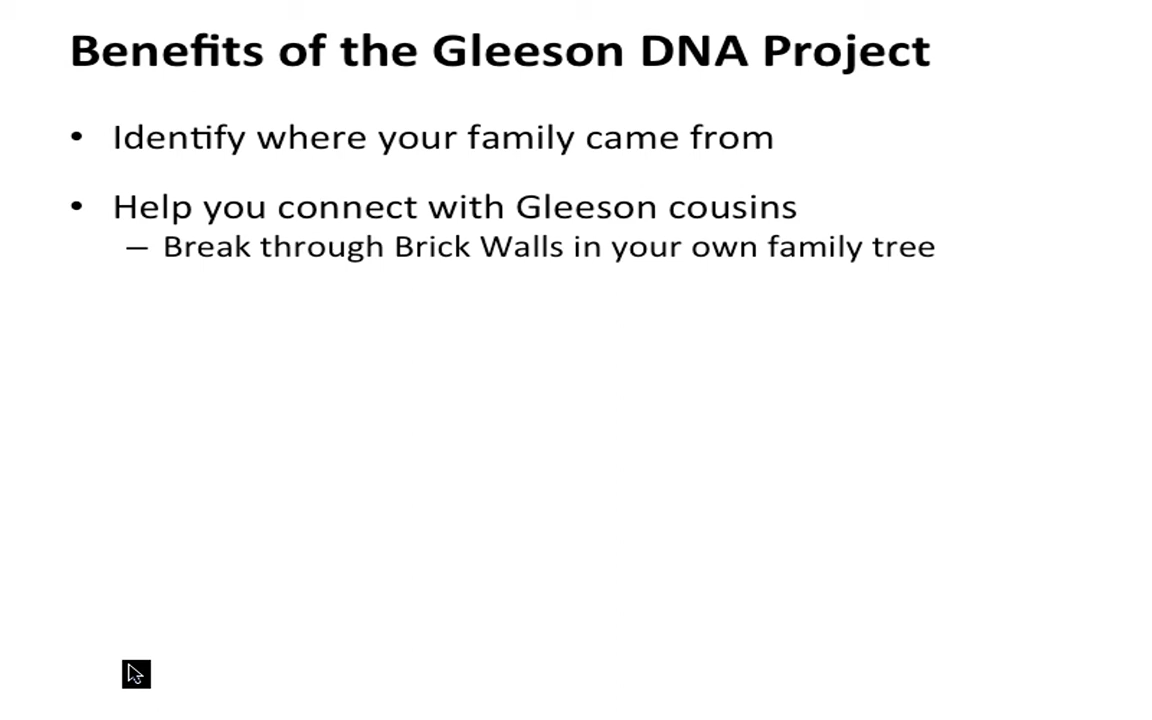 Benefits of the Gleeson DNA Project
• Identify where your family came from
• Help you connect with Gleeson cousins
– Break through Brick Walls in your own family tree